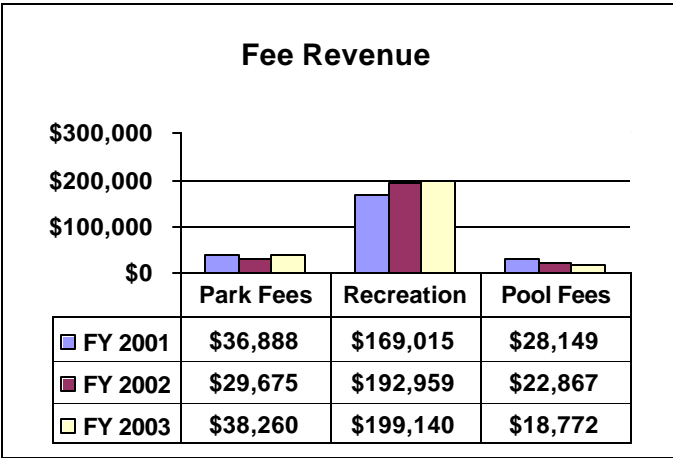 Fee Revenue
$300,000
$200,000
$100,000
$0
Park Fees Recreation Pool Fees
FY 2001 $36,888 $169,015 $28,149
FY 2002 $29,675 $192,959 $22,867
FY 2003 $38,260 $199,140 $18,772